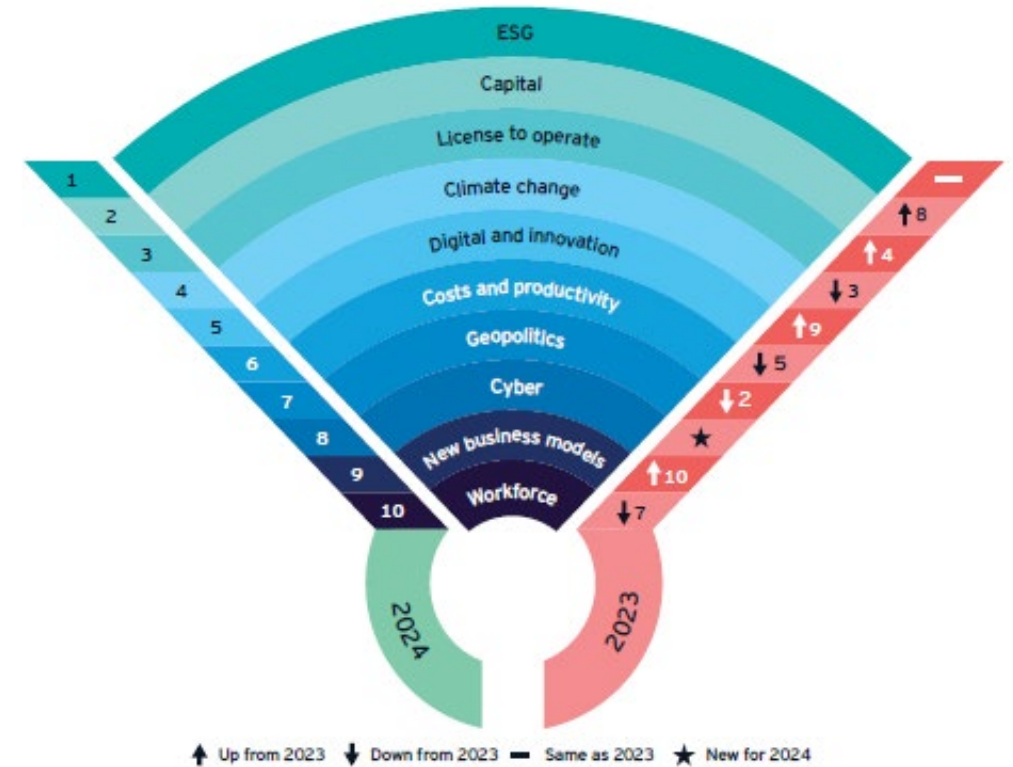 ESG
Capital
License to operate
Climate change
Digital and innovation
Costs and productivity
Geopolitics
Cyber
New business models
Workforce
1
2
3
4
5
6
7
8
9
10
8
4
3
9
5
2
10
7
2024
2023
Up from 2023 Down from 2023 Same as 2023 New for 2024